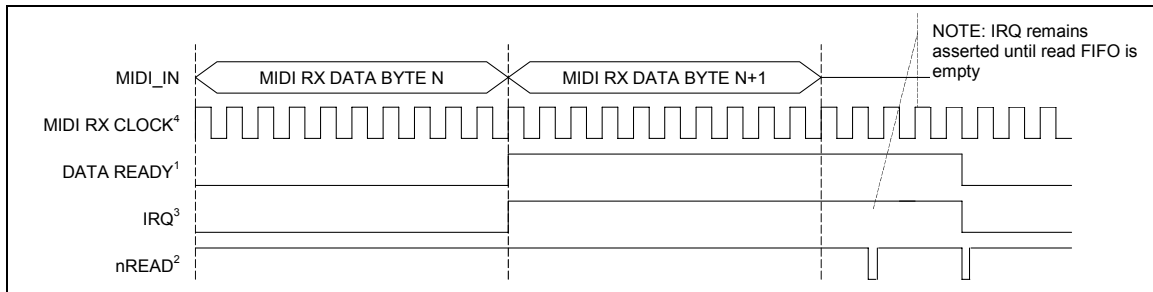 NOTE: IRQ remains
asserted until read FIFO is
empty
MIDI_IN
MIDI RX DATA BYTE N
MIDI RX DATA BYTE N+1
MIDI RX CLOCK⁴
DATA READY¹
IRQ³
nREAD²